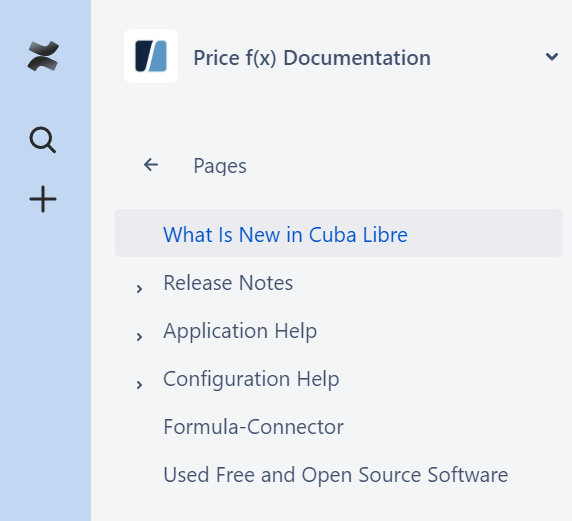 Price f(x) Documentation
Pages
What Is New in Cuba Libre
Release Notes
Application Help
Configuration Help
Formula-Connector
Used Free and Open Source Software